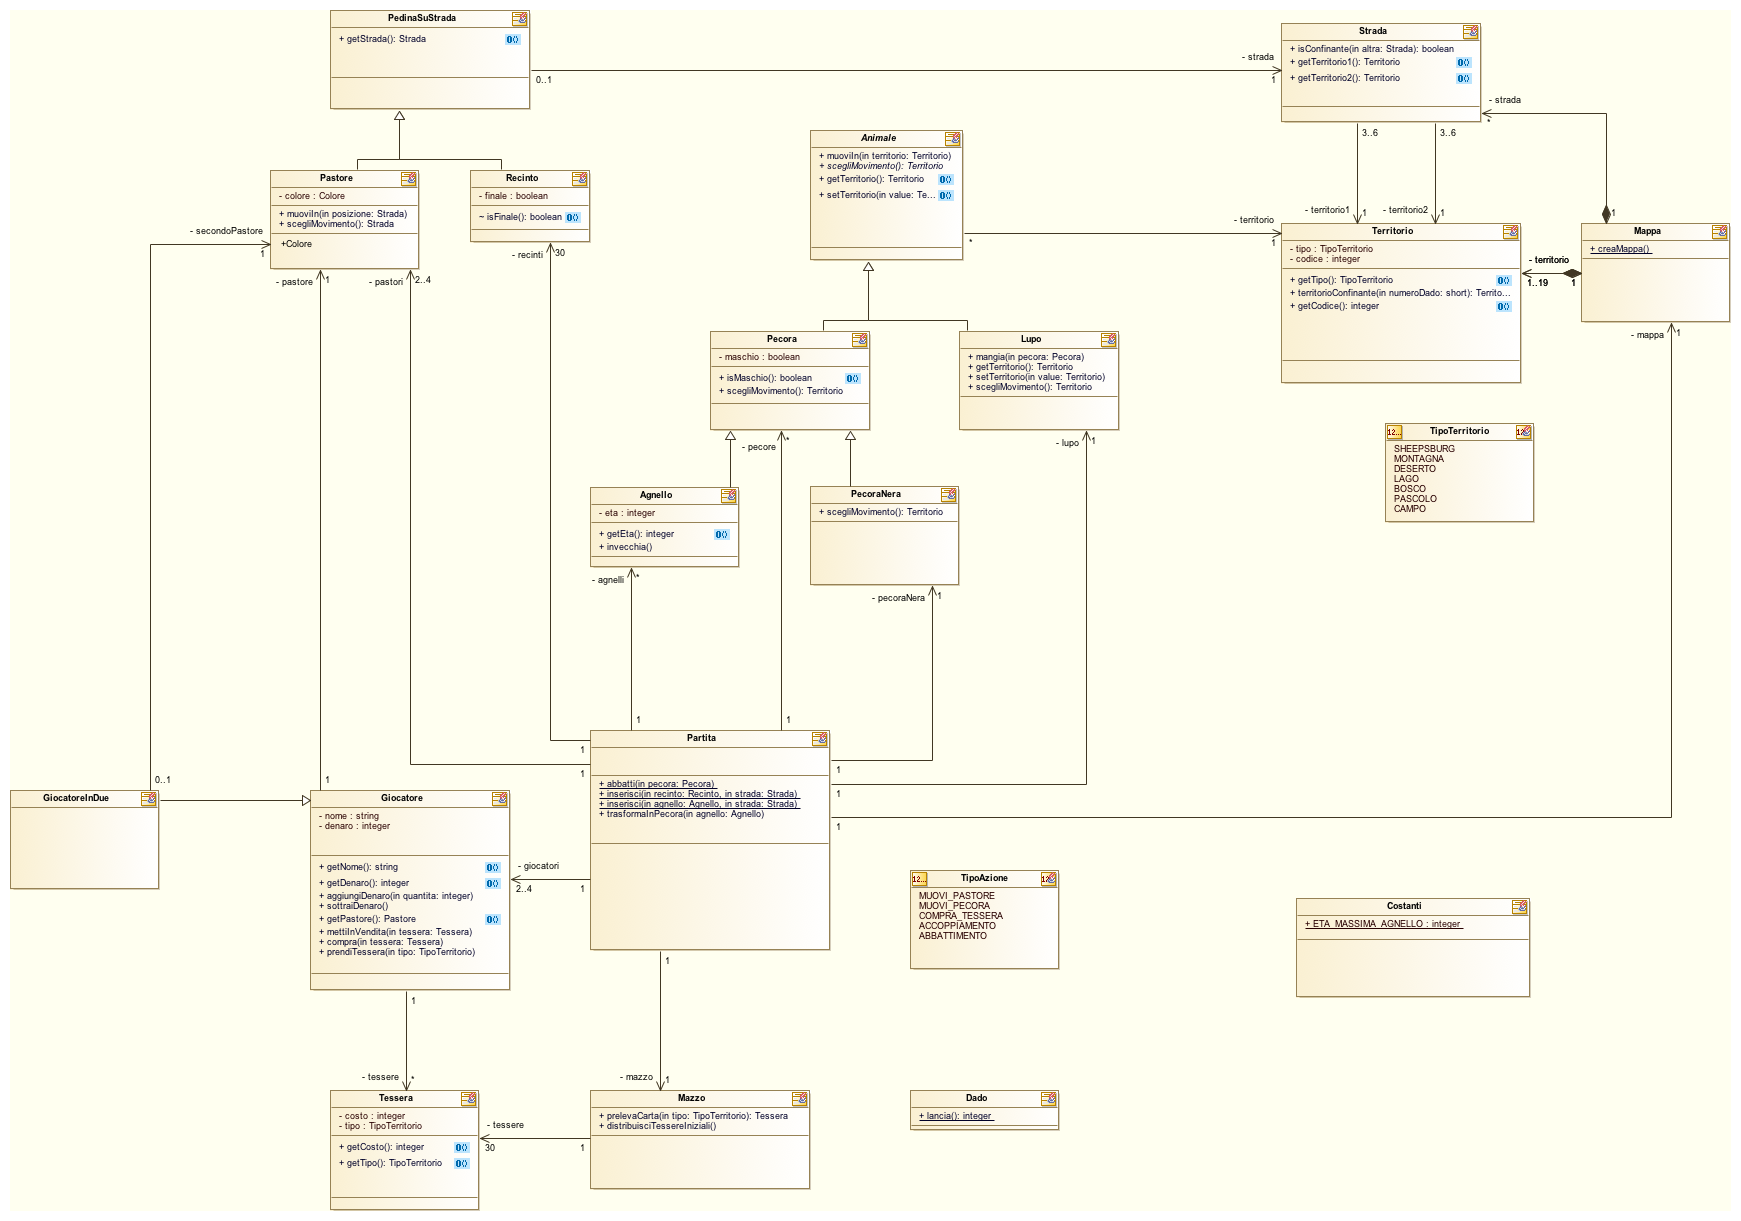 PedinaSuStrada
+ getStrada(): Strada
0..1
- strada
1
Strada
+ isConfinante(in altra: Strada): boolean
+ getTerritorio1(): Territorio
+ getTerritorio2(): Territorio
3..6
3..6
- strada
*
- territorio1
1
- territorio2
1
Animale
+ muoviIn(in territorio: Territorio)
+ scegliMovimento(): Territorio
+ getTerritorio(): Territorio
+ setTerritorio(in value: Te...
*
- territorio
1
Pastore
- colore : Colore
+ muoviIn(in posizione: Strada)
+ scegliMovimento(): Strada
+Colore
Recinto
- finale : boolean
~ isFinale(): boolean
- secondoPastore
1
- pastore
1
- pastori
2..4
- recinti
30
Territorio
- tipo : TipoTerritorio
- codice : integer
+ getTipo(): TipoTerritorio
+ territorioConfinante(in numeroDado: short): Territo...
+ getCodice(): integer
- territorio
1..19
1
1
Mappa
+ creaMappa()
- mappa
1
Pecora
- maschio : boolean
+ isMaschio(): boolean
+ scegliMovimento(): Territorio
Lupo
+ mangia(in pecora: Pecora)
+ getTerritorio(): Territorio
+ setTerritorio(in value: Territorio)
+ scegliMovimento(): Territorio
- pecore
*
- lupo
1
TipoTerritorio
SHEEPSBURG
MONTAGNA
DESERTO
LAGO
BOSCO
PASCOLO
CAMPO
Agnello
- eta : integer
+ getEta(): integer
+ invecchia()
PecoraNera
+ scegliMovimento(): Territorio
- agnelli
*
- pecoraNera
1
1
1
1
1
1
1
1
Partita
+ abbatti(in pecora: Pecora)
+ inserisci(in recinto: Recinto, in strada: Strada)
+ inserisci(in agnello: Agnello, in strada: Strada)
+ trasformaInPecora(in agnello: Agnello)
GiocatoreInDue
0..1
1
Giocatore
- nome : string
- denaro : integer
+ getNome(): string
+ getDenaro(): integer
+ aggiungiDenaro(in quantita: integer)
+ sottraiDenaro()
+ getPastore(): Pastore
+ mettiInVendita(in tessera: Tessera)
+ compra(in tessera: Tessera)
+ prendiTessera(in tipo: TipoTerritorio)
- giocatori
2..4
1
TipoAzione
MUOVI_PASTORE
MUOVI_PECORA
COMPRA_TESSERA
ACCOPPIAMENTO
ABBATTIMENTO
Costanti
+ ETA_MASSIMA_AGNELLO : integer
1
1
- tessere
*
- mazzo
1
Tessera
- costo : integer
- tipo : TipoTerritorio
+ getCosto(): integer
+ getTipo(): TipoTerritorio
- tessere
30
1
Mazzo
+ prelevaCarta(in tipo: TipoTerritorio): Tessera
+ distribuisciTessereIniziali()
Dado
+ lancia(): integer